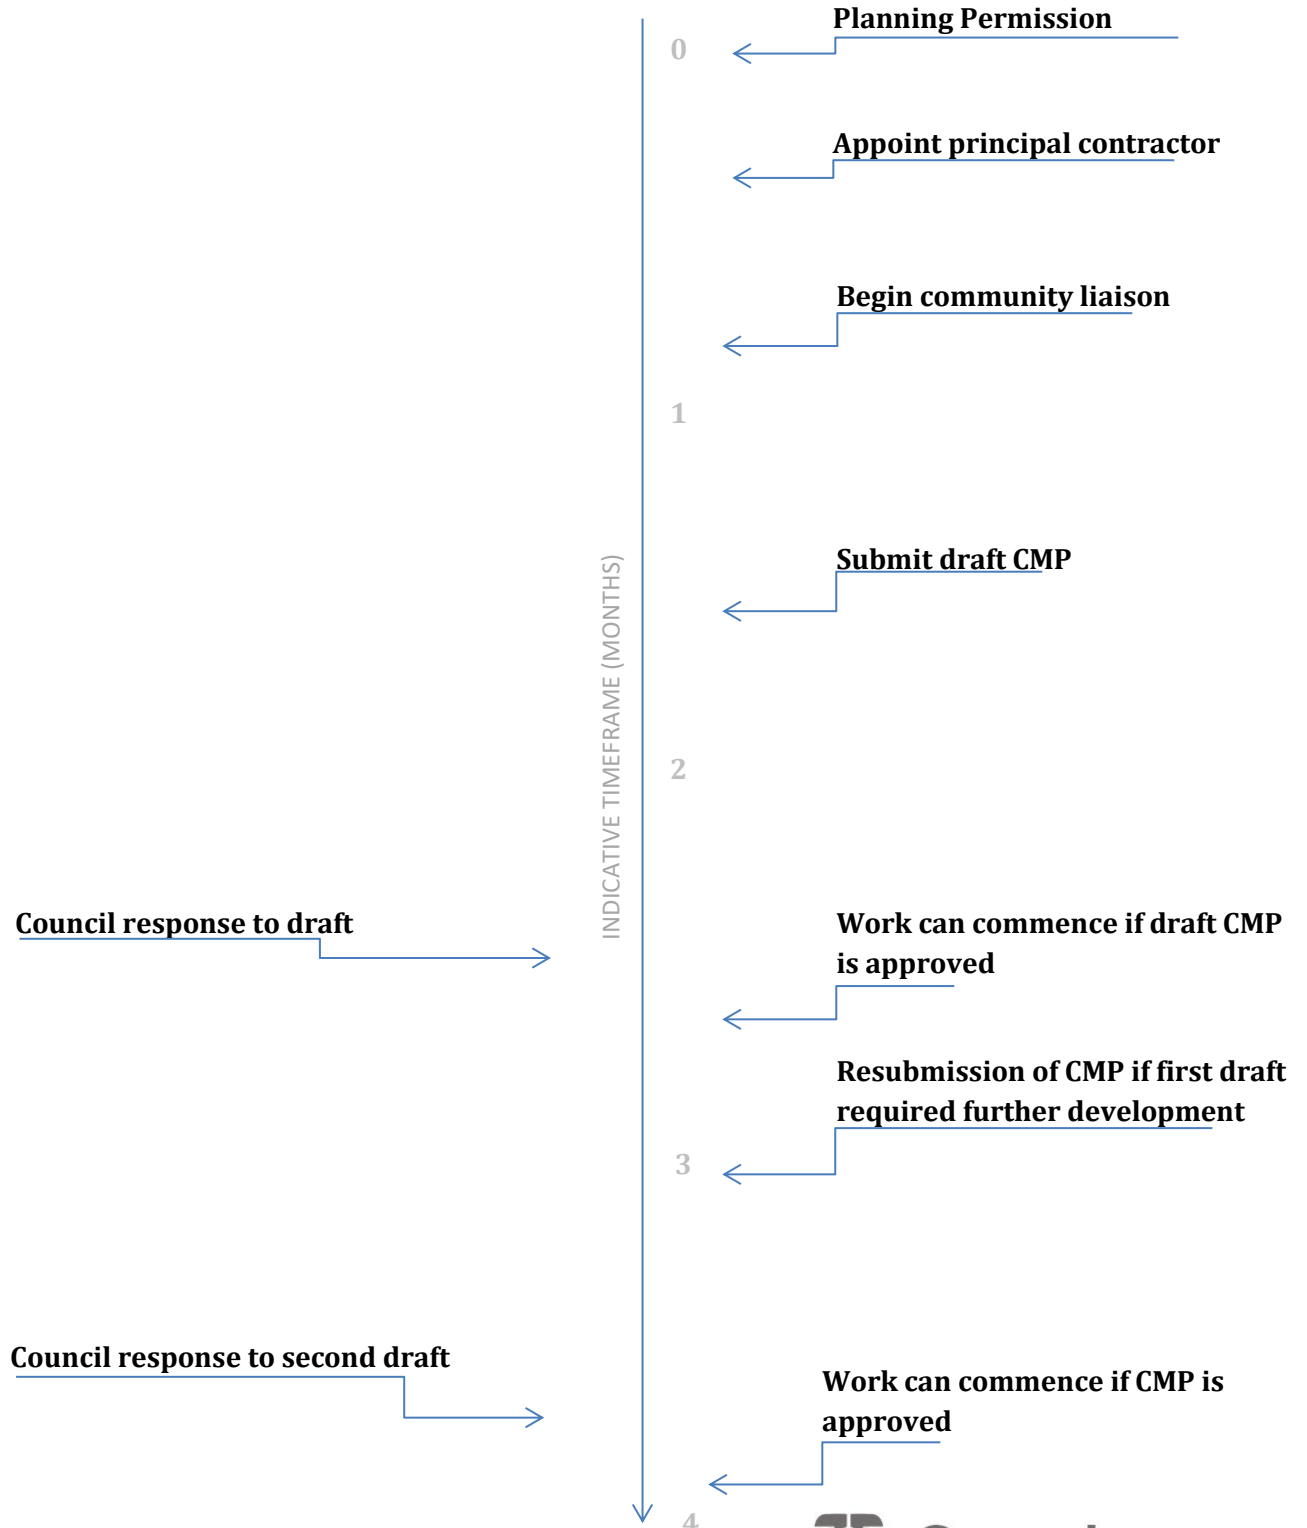 Planning Permission
0
Appoint principal contractor
Begin community liaison
1
Submit draft CMP
INDICATIVE TIMEFRAME (MONTHS)
2
Council response to draft
Work can commence if draft CMP
is approved
Resubmission of CMP if first draft
required further development
3
Council response to second draft
Work can commence if CMP is
approved
4